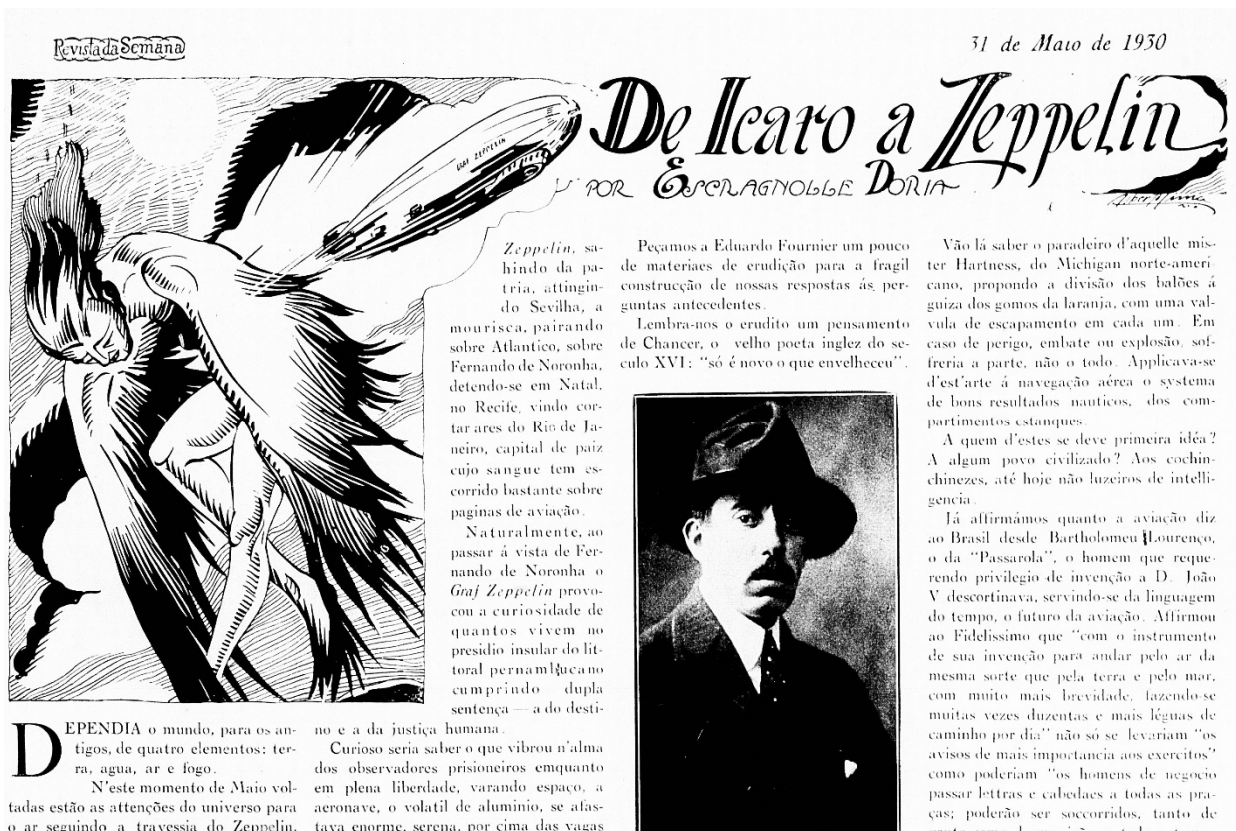 Revista da Semana
31 de Maio de 1930
De Icaro a Zeppelin
POR ESCRAGNOLLE DORIA
GRAF ZEPPELIN
DEPENDIA o mundo, para os an-
tigos, de quatro elementos: ter-
ra, agua, ar e fogo.
N'este momento de Maio vol-
tadas estão as attenções do universo para
o ar seguindo a travessia do Zeppelin,
Zeppelin, sa-
hindo da pa-
tria, attingin-
do Sevilha, a
mourisca, pairando
sobre Atlantico, sobre
Fernando de Noronha,
detendo-se em Natal,
no Recife, vindo cor-
tar ares do Rio de Ja-
neiro, capital de paiz
cujo sangue tem es-
corrido bastante sobre
paginas de aviação.
Naturalmente, ao
passar á vista de Fer-
nando de Noronha o
Graf Zeppelin provo-
cou a curiosidade de
quantos vivem no
presidio insular do lit-
toral pernambucano
cumprindo dupla
sentença — a do desti-
no e a da justiça humana.
Curioso seria saber o que vibrou n'alma
dos observadores prisioneiros emquanto
em plena liberdade, varando espaço, a
aeronave, o volatil de aluminio, se afas-
tava enorme, serena, por cima das vagas
Peçamos a Eduardo Fournier um pouco
de materiaes de erudição para a fragil
construcção de nossas respostas ás per-
guntas antecedentes.
Lembra-nos o erudito um pensamento
de Chancer, o velho poeta inglez do se-
culo XVI: "só é novo o que envelheceu".
Vão lá saber o paradeiro d'aquelle mis-
ter Hartness, do Michigan norte-ameri-
cano, propondo a divisão dos balões á
guiza dos gomos da laranja, com uma val-
vula de escapamento em cada um. Em
caso de perigo, embate ou explosão, sof-
freria a parte, não o todo. Applicava-se
d'est'arte á navegação aérea o systema
de bons resultados nauticos, dos com-
partimentos estanques.
A quem d'estes se deve primeira idéa?
A algum povo civilizado? Aos cochin-
chinezes, até hoje não luzeiros de intelli-
gencia.
Já affirmámos quanto a aviação diz
ao Brasil desde Bartholomeu Lourenço,
o da "Passarola", o homem que reque-
rendo privilegio de invenção a D. João
V descortinava, servindo-se da linguagem
do tempo, o futuro da aviação. Affirmou
ao Fidelissimo que "com o instrumento
de sua invenção para andar pelo ar da
mesma sorte que pela terra e pelo mar,
com muito mais brevidade, fazendo-se
muitas vezes duzentas e mais léguas de
caminho por dia" não só se levariam "os
avisos de mais importancia aos exercitos"
como poderiam "os homens de negocio
passar lettras e cabedaes a todas as pra-
ças; poderão ser soccorridos, tanto de